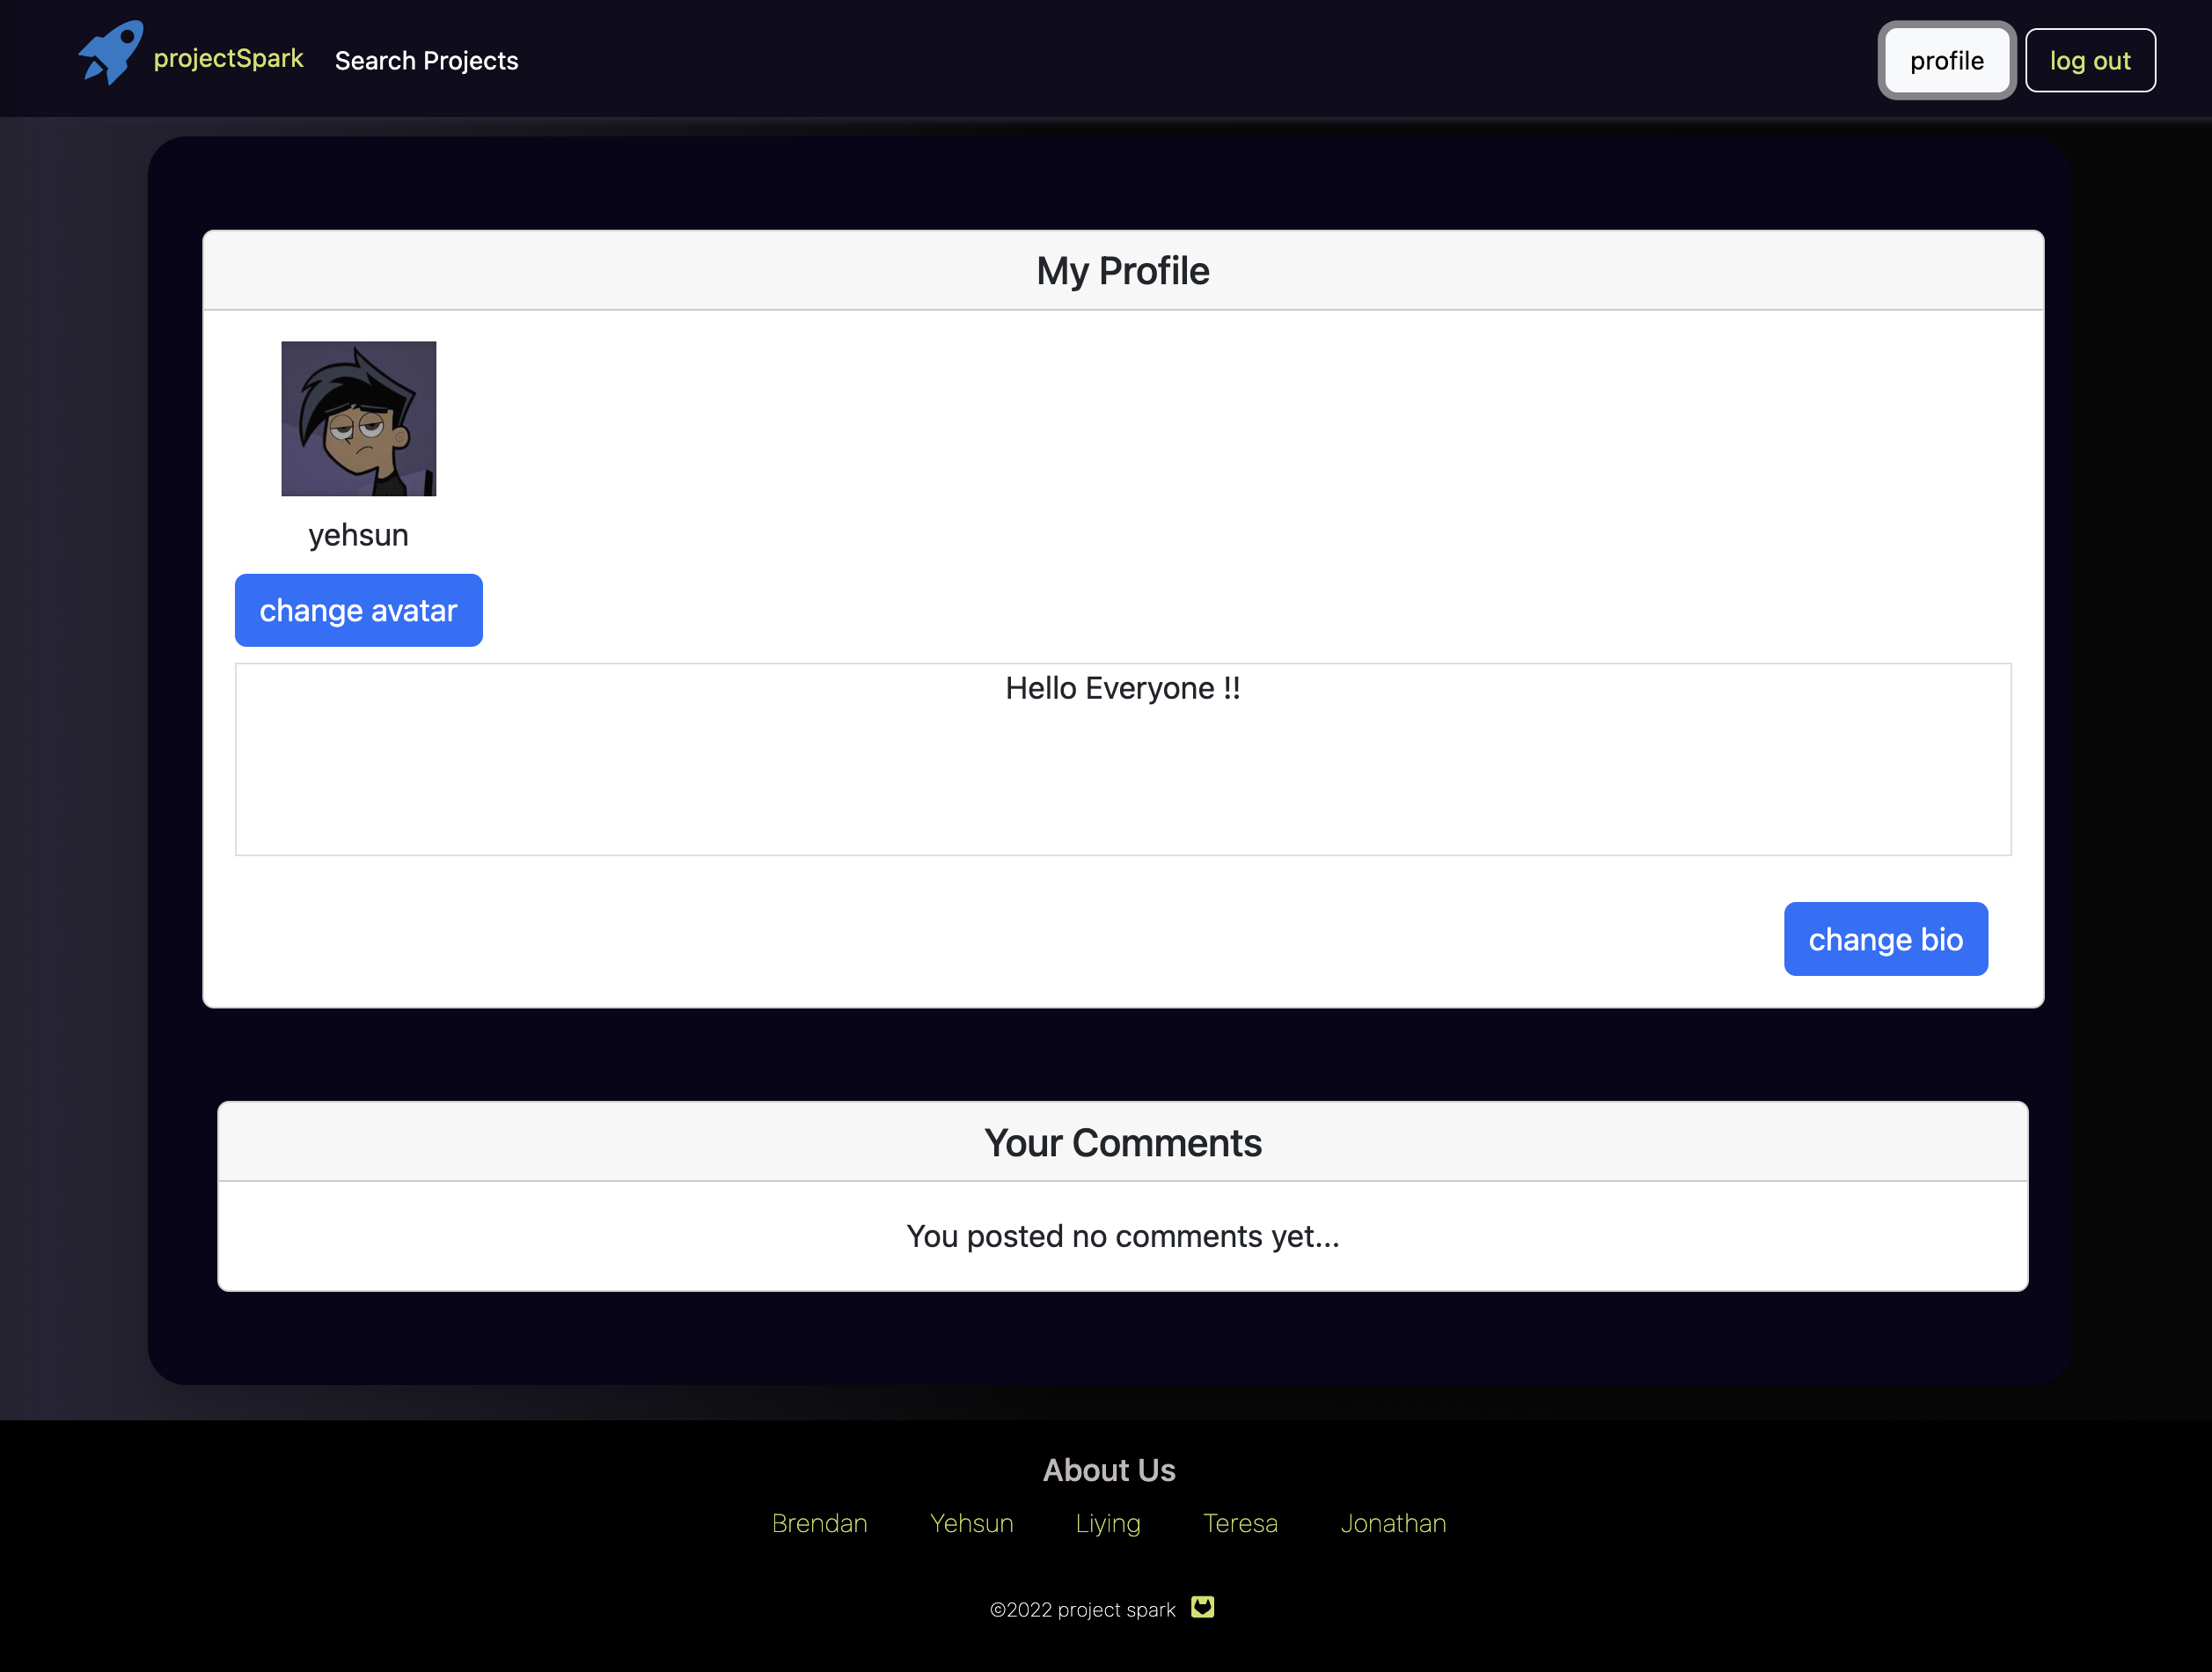 projectSpark Search Projects profile log out
My Profile
yehsun
change avatar
Hello Everyone !!
change bio
Your Comments
You posted no comments yet...
About Us
Brendan Yehsun Living Teresa Jonathan
©2022 project spark